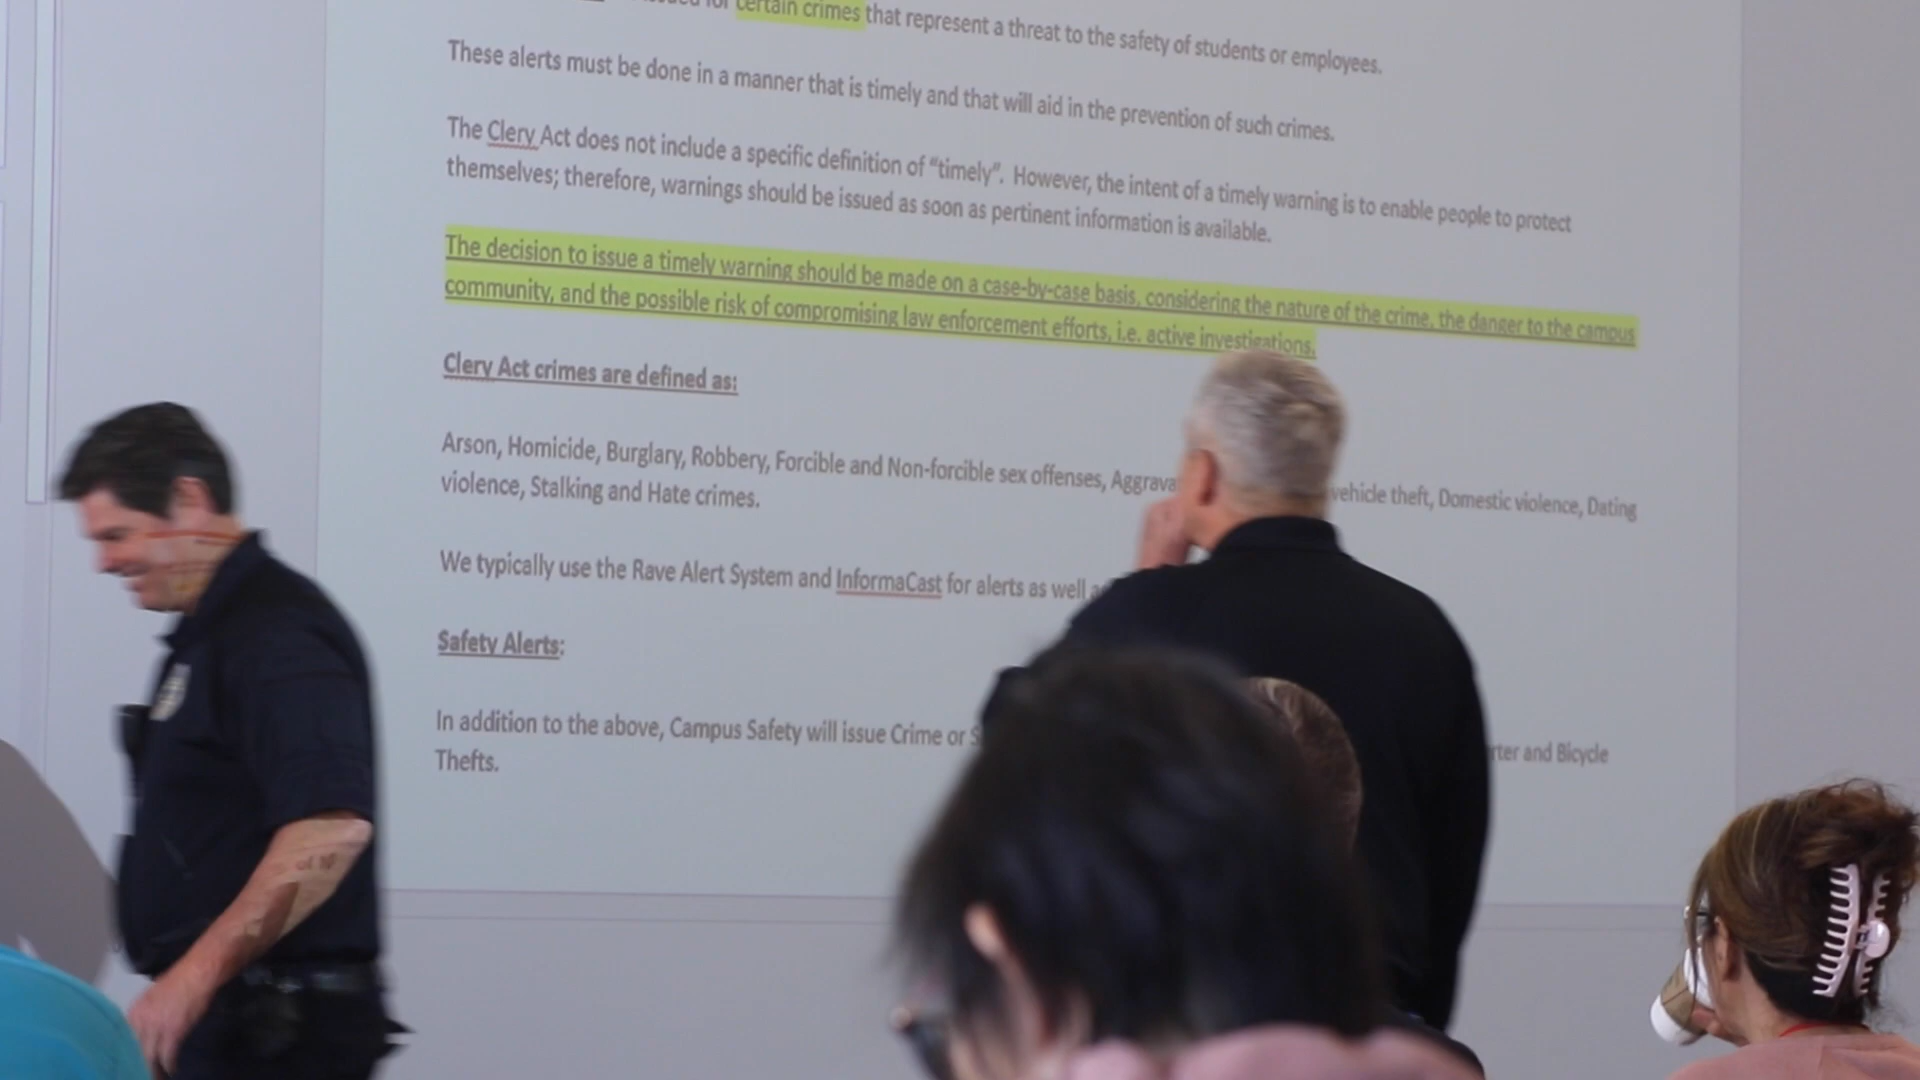 certain crimes that represent a threat to the safety of students or employees.
These alerts must be done in a manner that is timely and that will aid in the prevention of such crimes.
The Clery Act does not include a specific definition of “timely”. However, the intent of a timely warning is to enable people to protect
themselves; therefore, warnings should be issued as soon as pertinent information is available.
The decision to issue a timely warning should be made on a case-by-case basis, considering the nature of the crime, the danger to the campus
community, and the possible risk of compromising law enforcement efforts, i.e. active investigations.
Clery Act crimes are defined as:
Arson, Homicide, Burglary, Robbery, Forcible and Non-forcible sex offenses, vehicle theft, Domestic violence, Dating
violence, Stalking and Hate crimes.
We typically use the Rave Alert System and InformaCast for alerts as well
Safety Alerts:
In addition to the above, Campus Safety will issue Crime or and Bicycle
Thefts.